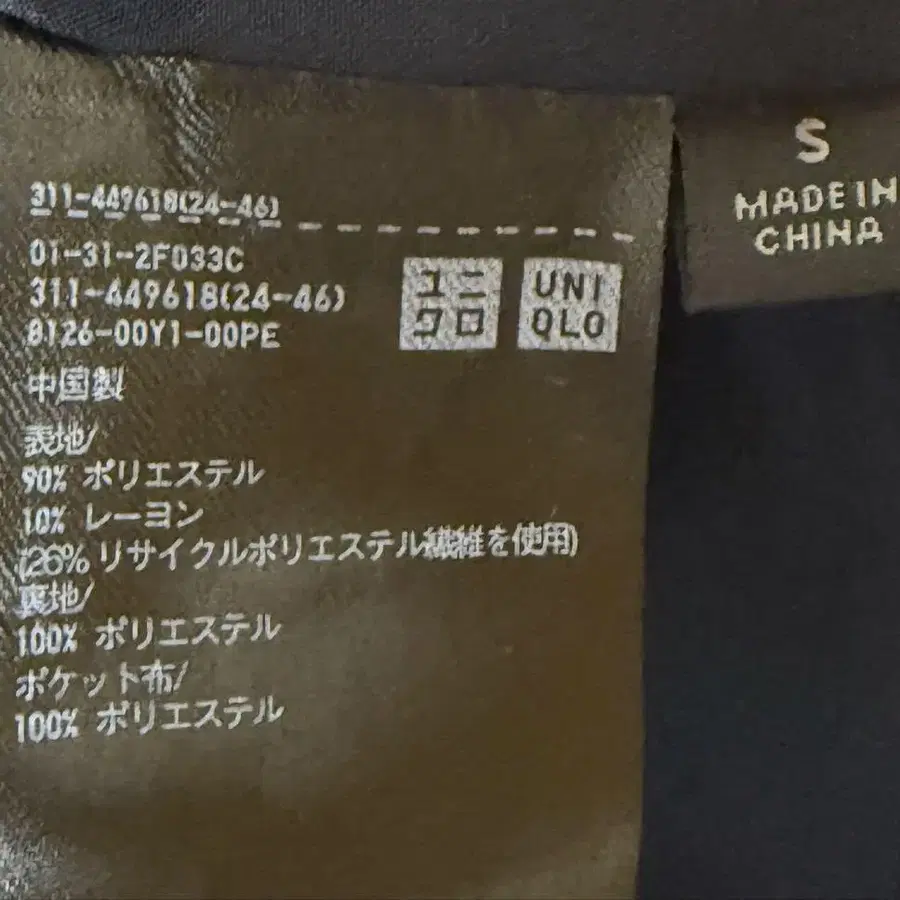 311-449618(24-46)
01-31-2F033C
311-449618(24-46)
8126-00Y1-00PE
ユニ
クロ
UNI
QLO
中国製
表地/
90% ポリエステル
10% レーヨン
(26% リサイクルポリエステル繊維を使用)
裏地/
100% ポリエステル
ポケット布/
100% ポリエステル
S
MADE IN
CHINA